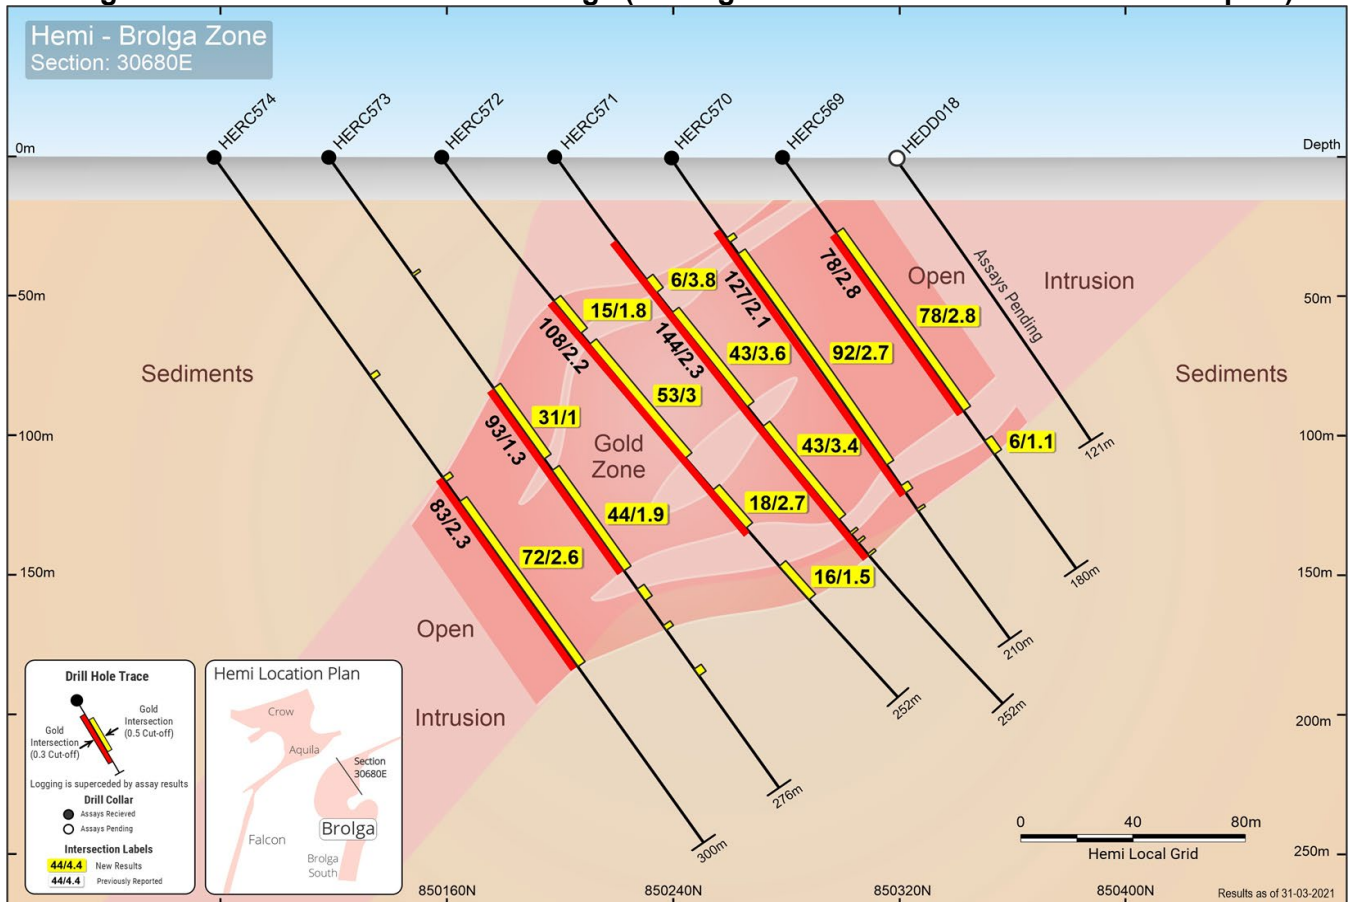 Hemi - Brolga Zone
Section: 30680E
HERC574
HERC573
HERC572
HERC571
HERC570
HERC569
HEDD018
0m
Depth
50m
50m
100m
100m
150m
150m
200m
250m
Sediments
Sediments
Open
Intrusion
Assays Pending
Gold
Zone
Open
Intrusion
6/3.8
15/1.8
108/2.2
144/2.3
127/2.1
78/2.8
78/2.8
43/3.6
92/2.7
53/3
31/1
93/1.3
43/3.4
6/1.1
18/2.7
44/1.9
83/2.3
72/2.6
16/1.5
121m
180m
210m
252m
252m
276m
300m
Drill Hole Trace
Gold
Intersection
(0.5 Cut-off)
Gold
Intersection
(0.3 Cut-off)
Logging is superceded by assay results
Drill Collar
Assays Recieved
Assays Pending
Intersection Labels
44/4.4 New Results
44/4.4 Previously Reported
Hemi Location Plan
Crow
Aquila
Section
30680E
Falcon
Brolga
Brolga
South
0 40 80m
Hemi Local Grid
850160N
850240N
850320N
850400N
Results as of 31-03-2021